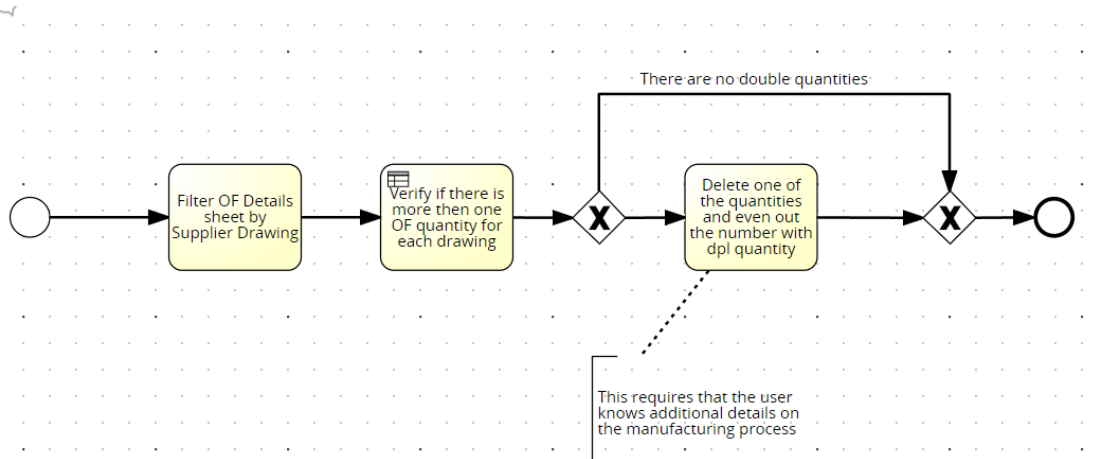 There are no double quantities
Filter OF Details
sheet by
Supplier Drawing
Verify if there is
more then one
OF quantity for
each drawing
X
Delete one of
the quantities
and even out
the number with
dpl quantity
X
This requires that the user
knows additional details on
the manufacturing process